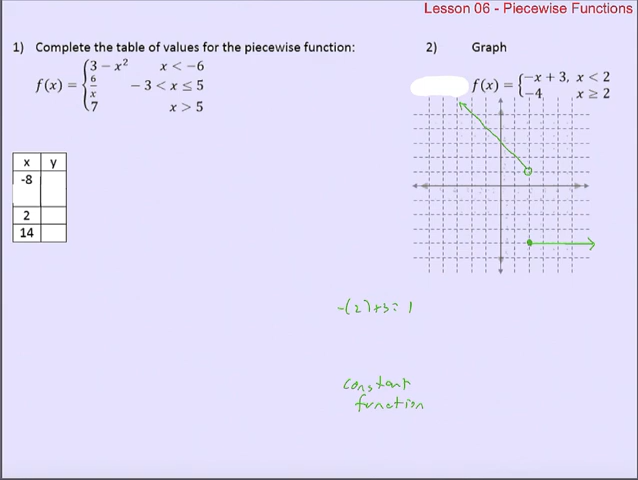 Lesson 06 - Piecewise Functions
1) Complete the table of values for the piecewise function:
f(x) = { 3 − x²   x < −6
6/x   − 3 < x ≤ 5
7   x > 5
x y
-8
2
14
2) Graph
f(x) = { −x + 3, x < 2
−4   x ≥ 2
-(2)+3= 1
constant
function